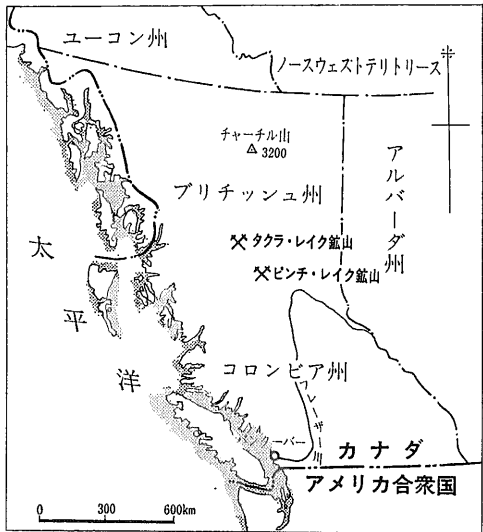 ユーコン州
ノースウェストテリトリース
チャーチル山
△ 3200
アルバーダ州
ブリチッシュ州
タクラ・レイク鉱山
ピンチ・レイク鉱山
太平洋
コロンビア州
フレーザー川
ーバー
カナダ
アメリカ合衆国
0 300 600km